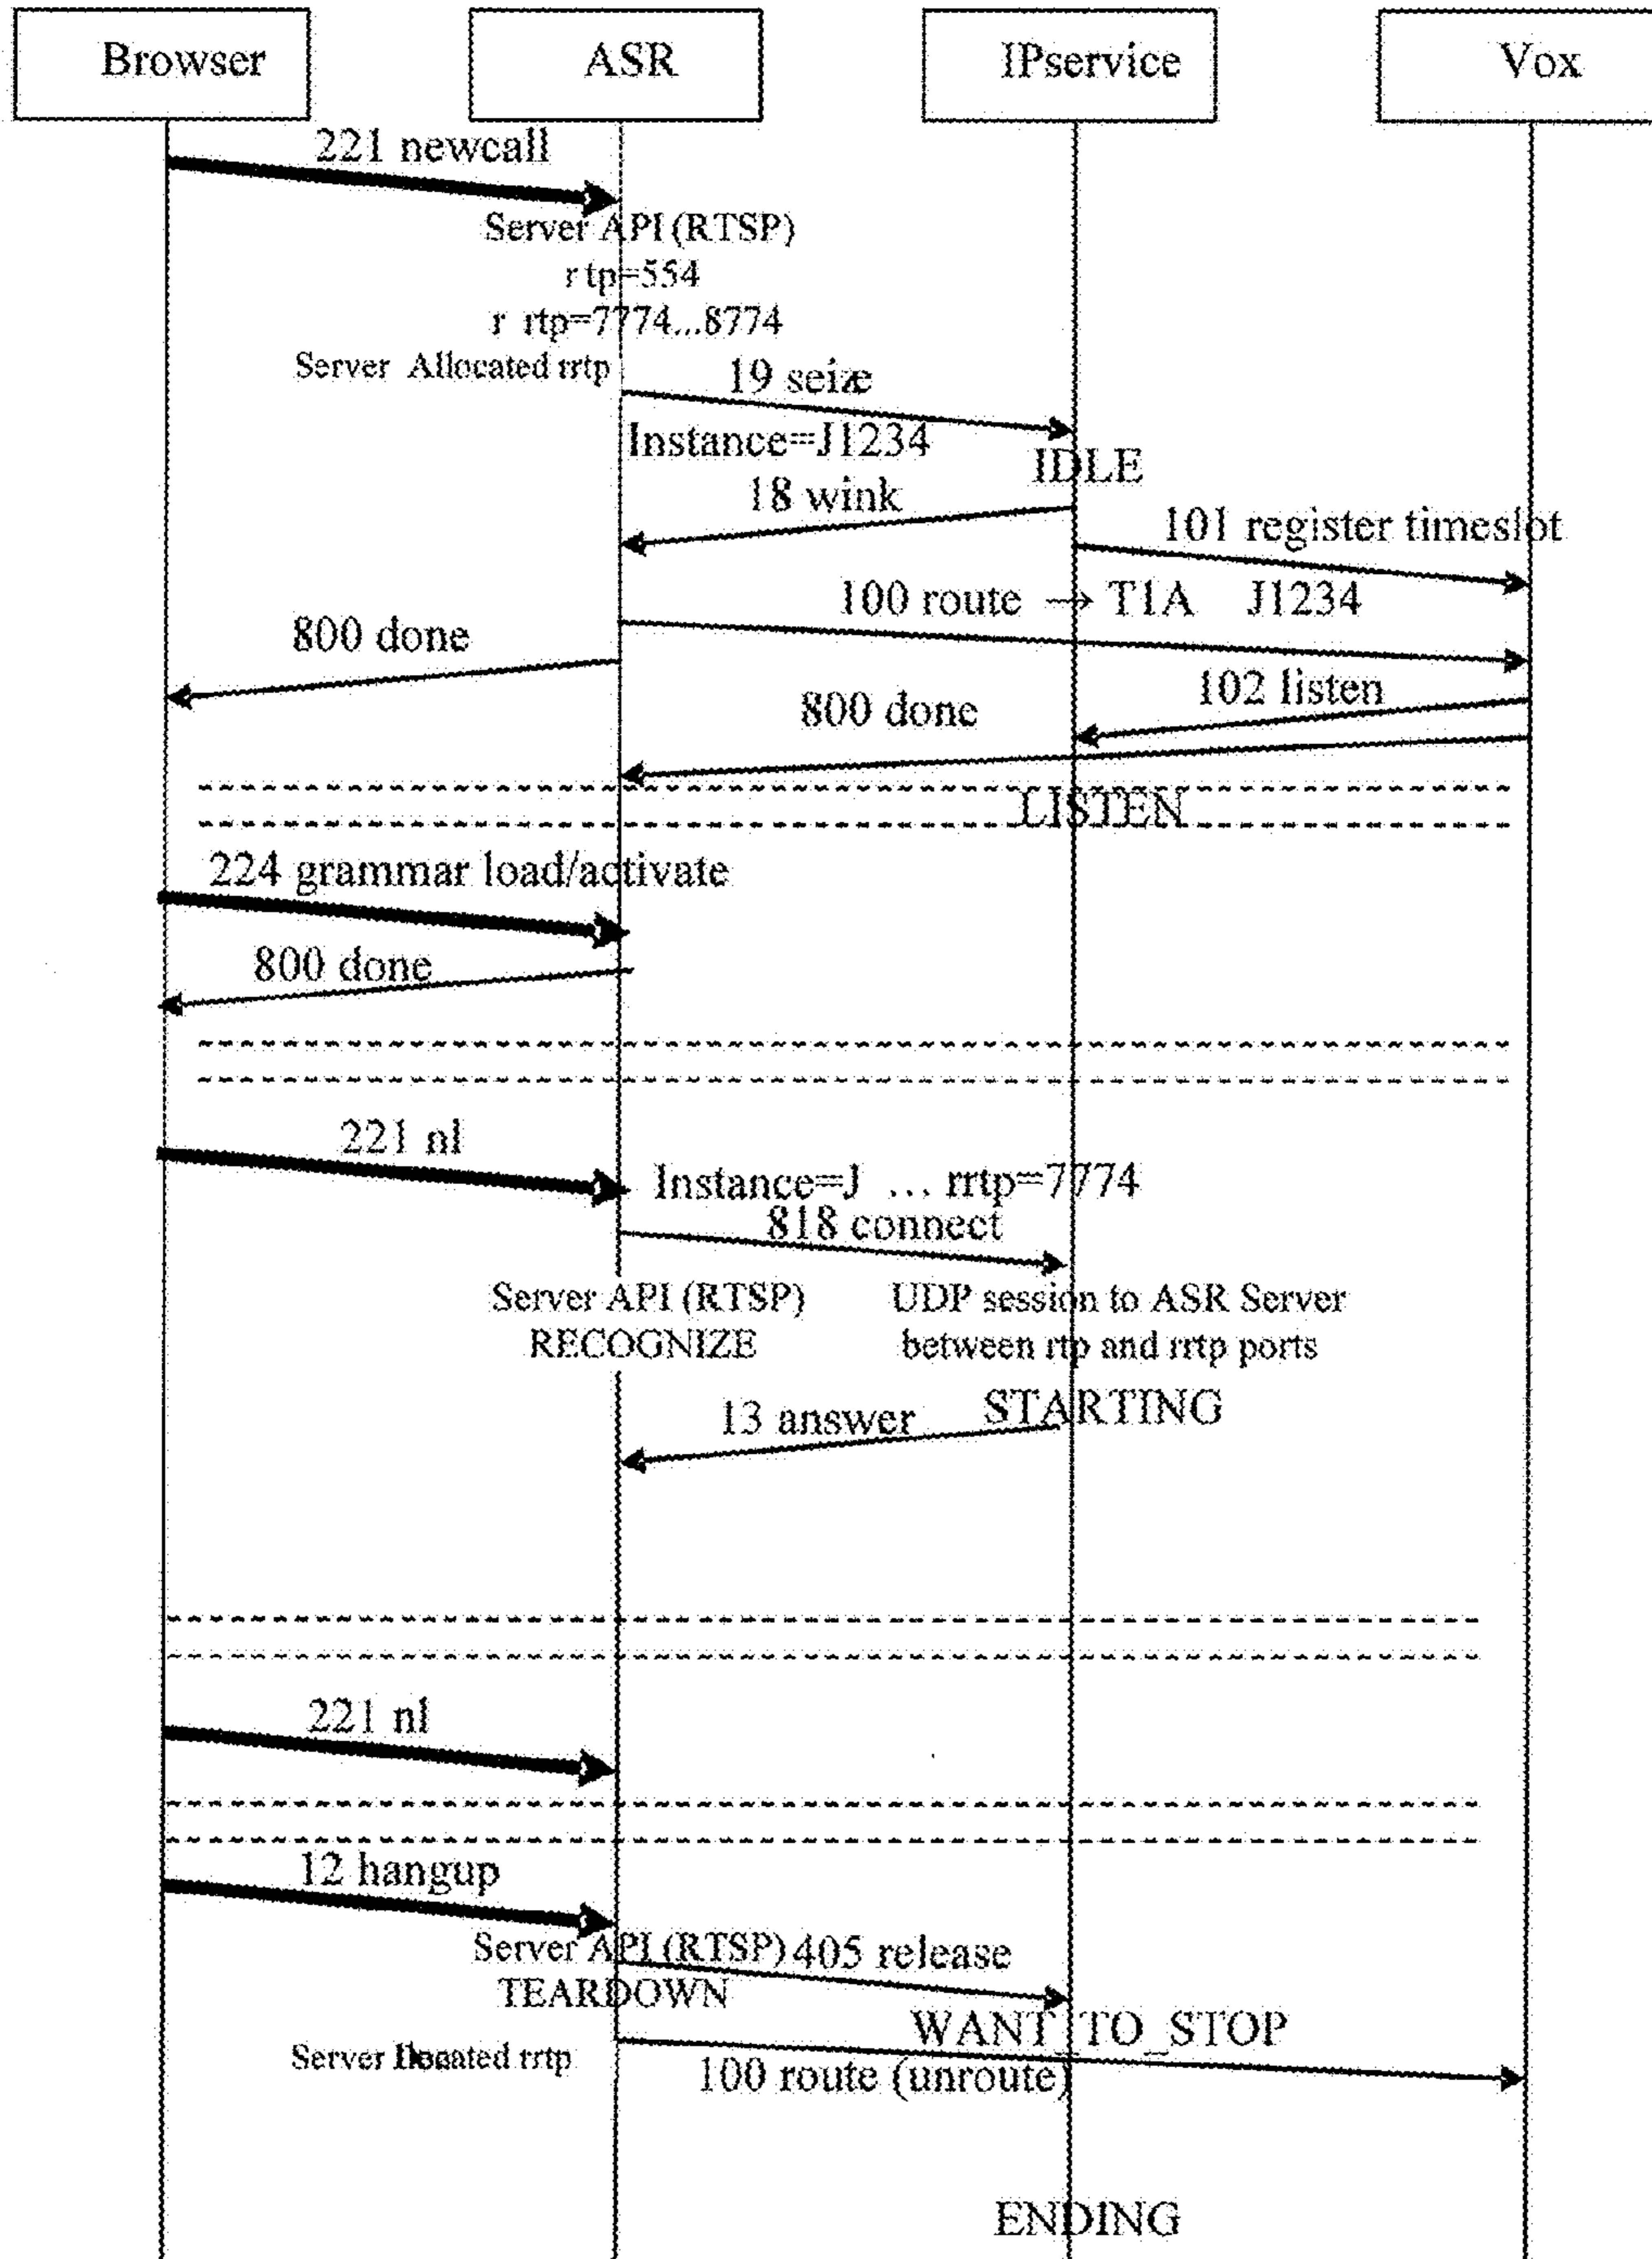 Browser
ASR
IPservice
Vox
221 newcall
Server API (RTSP)
rtp=554
r rtp=7774...8774
Server Allocated rrtp
19 seize
Instance=J1234
IDLE
18 wink
101 register timeslot
100 route → T1A J1234
800 done
102 listen
800 done
LISTEN
224 grammar load/activate
800 done
221 nl
Instance=J ... rrtp=7774
818 connect
Server API (RTSP)
RECOGNIZE
UDP session to ASR Server
between rtp and rrtp ports
STARTING
13 answer
221 nl
12 hangup
Server API (RTSP)
405 release
TEARDOWN
WANT_TO_STOP
Server rrtp
100 route (unroute)
ENDING